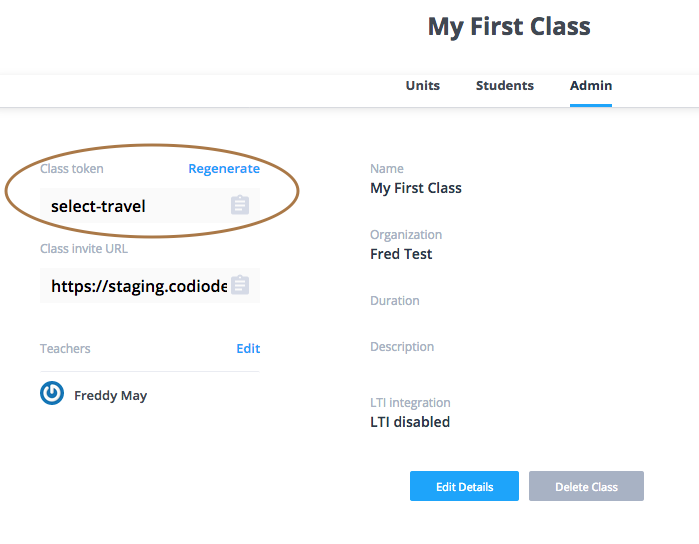 My First Class
Units Students Admin
Class token Regenerate
select-travel
Class invite URL
https://staging.codiode
Teachers Edit
Freddy May
Name
My First Class
Organization
Fred Test
Duration
Description
LTI integration
LTI disabled
Edit Details Delete Class